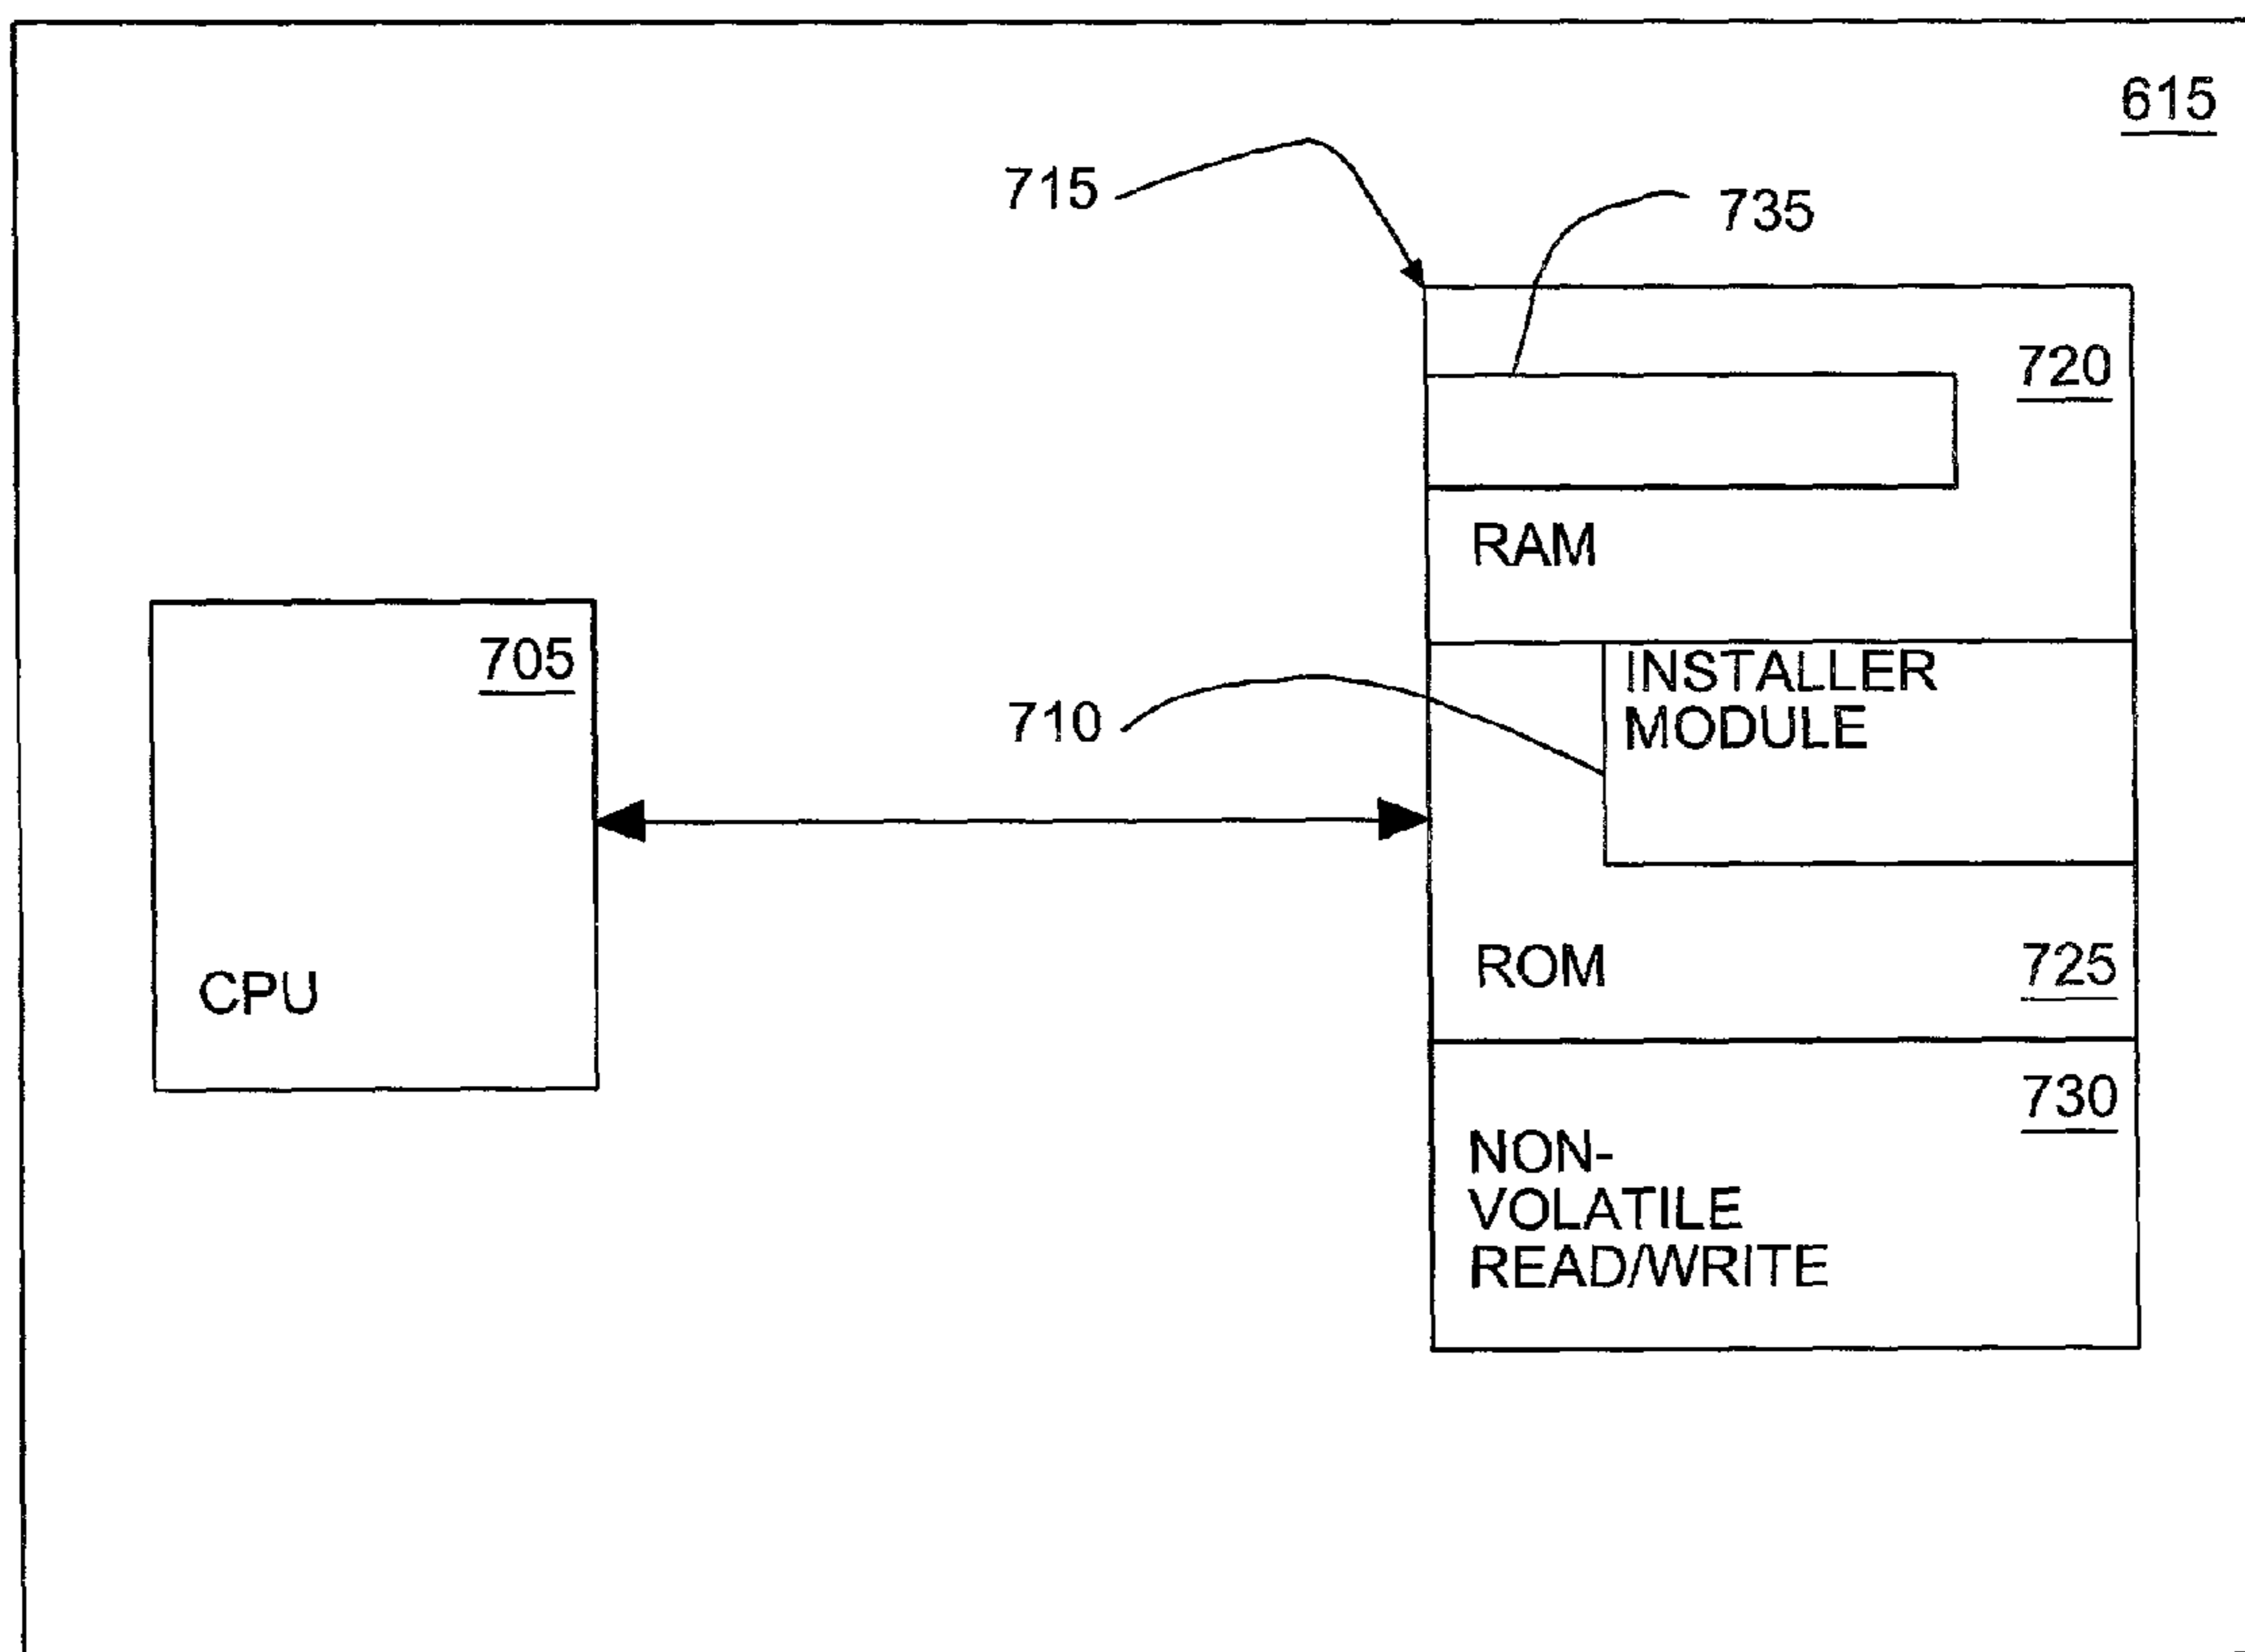 615
715
735
720
RAM
705
INSTALLER
MODULE
710
CPU
ROM
725
730
NON-
VOLATILE
READ/WRITE